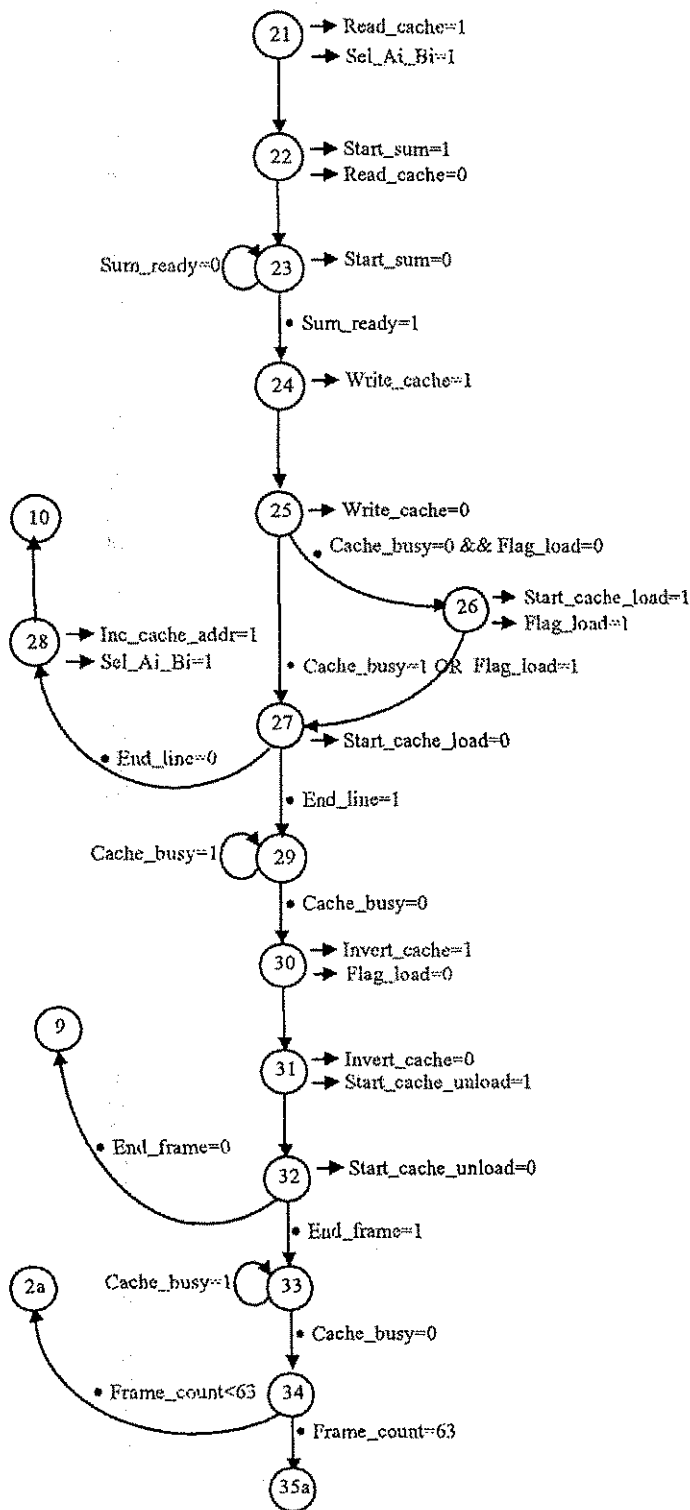 21
Read_cache=1
Sel_Ai_Bi=1
22
Start_sum=1
Read_cache=0
Sum_ready=0
23
Start_sum=0
Sum_ready=1
24
Write_cache=1
25
Write_cache=0
10
Cache_busy=0 && Flag_load=0
26
Start_cache_load=1
Flag_load=1
28
Inc_cache_addr=1
Sel_Ai_Bi=1
Cache_busy=1 OR Flag_load=1
27
Start_cache_load=0
End_line=0
End_line=1
Cache_busy=1
29
Cache_busy=0
30
Invert_cache=1
Flag_load=0
9
31
Invert_cache=0
Start_cache_unload=1
End_frame=0
32
Start_cache_unload=0
End_frame=1
2a
Cache_busy=1
33
Cache_busy=0
Frame_count<63
34
Frame_count=63
35a